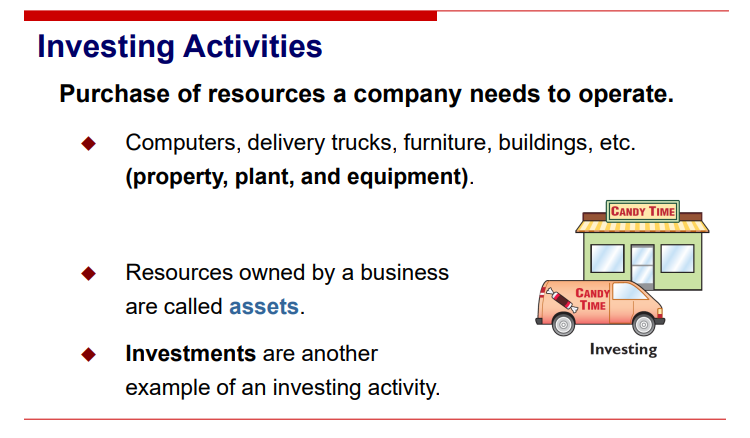 Investing Activities
Purchase of resources a company needs to operate.
Computers, delivery trucks, furniture, buildings, etc.
(property, plant, and equipment).
CANDY TIME
Resources owned by a business
are called assets.
CANDY
TIME
Investing
Investments are another
example of an investing activity.